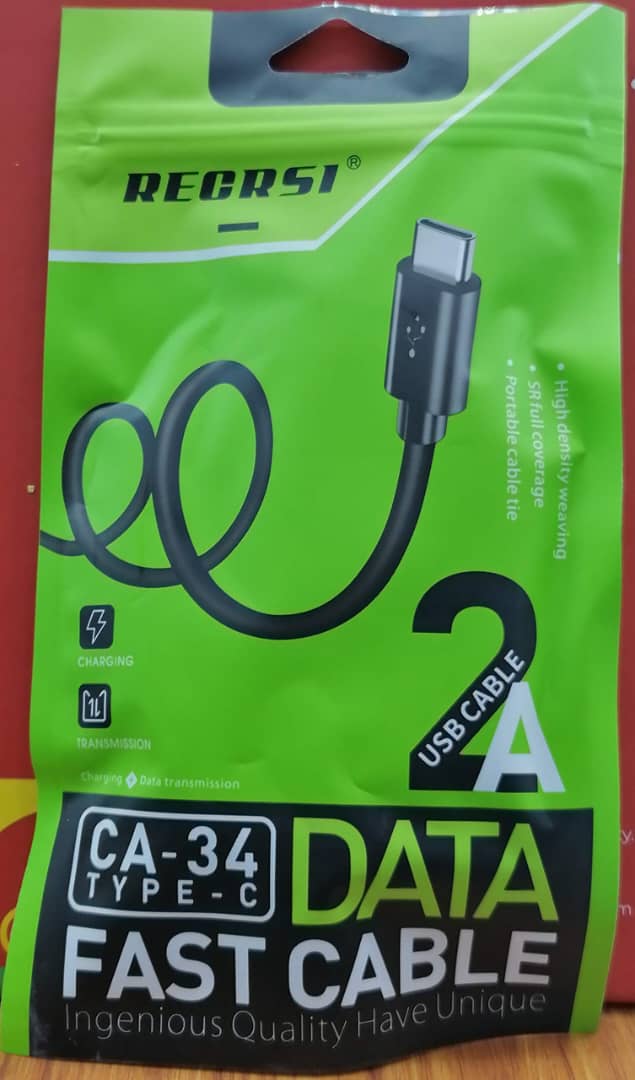 RECRSI®
• High density weaving
• SR full coverage
• Portable cable tie
CHARGING
TRANSMISSION
Charging Data transmission
2A
USB CABLE
CA-34
TYPE-C
DATA
FAST CABLE
Ingenious Quality Have Unique